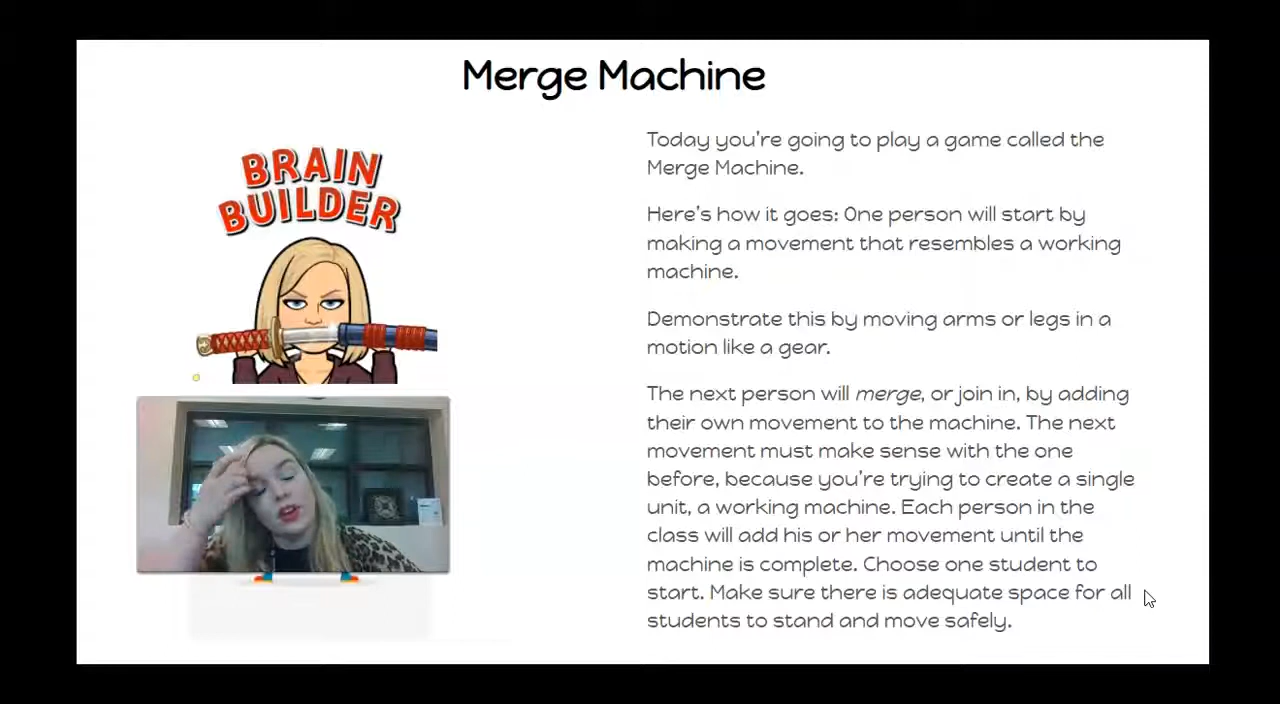 Merge Machine
BRAIN
BUILDER
Today you're going to play a game called the
Merge Machine.
Here's how it goes: One person will start by
making a movement that resembles a working
machine.
Demonstrate this by moving arms or legs in a
motion like a gear.
The next person will merge, or join in, by adding
their own movement to the machine. The next
movement must make sense with the one
before, because you're trying to create a single
unit, a working machine. Each person in the
class will add his or her movement until the
machine is complete. Choose one student to
start. Make sure there is adequate space for all
students to stand and move safely.